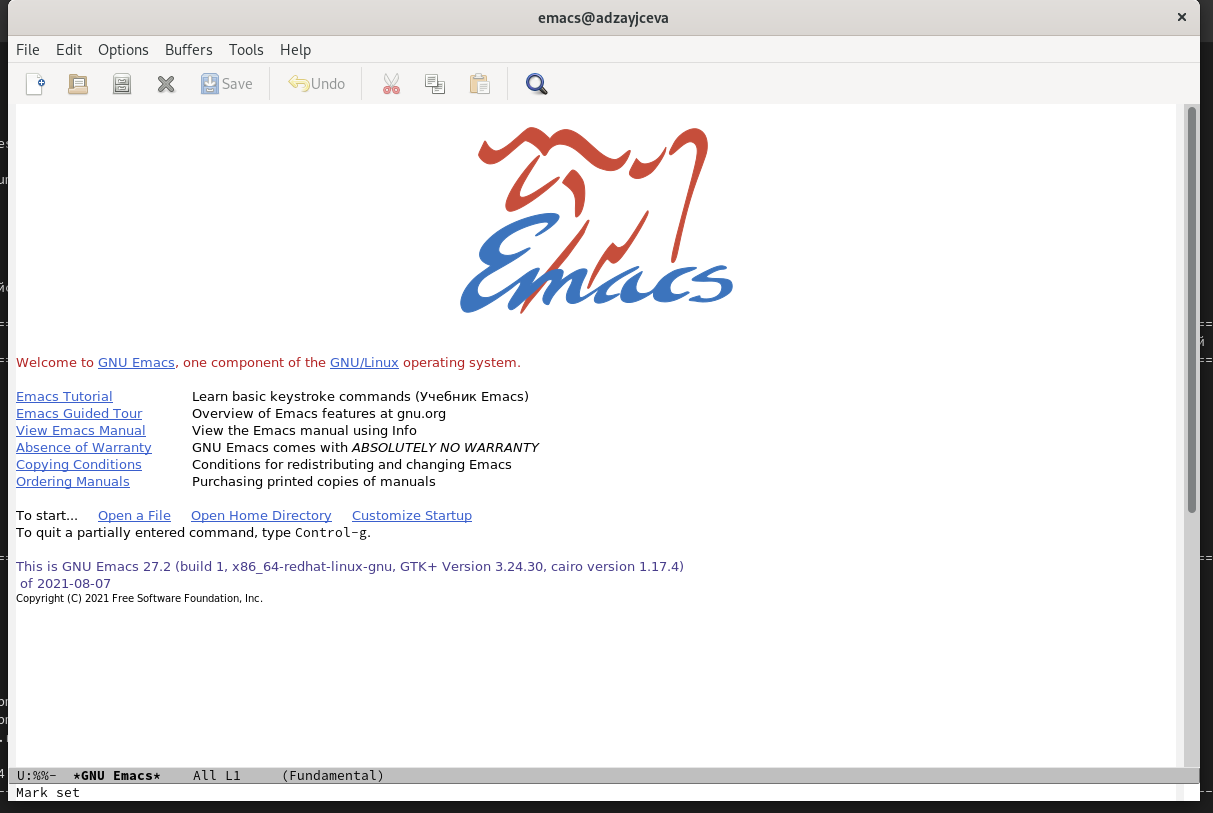 emacs@adzayjceva
File Edit Options Buffers Tools Help
Save Undo
Emacs
Welcome to GNU Emacs, one component of the GNU/Linux operating system.
Emacs Tutorial Learn basic keystroke commands (Учебник Emacs)
Emacs Guided Tour Overview of Emacs features at gnu.org
View Emacs Manual View the Emacs manual using Info
Absence of Warranty GNU Emacs comes with ABSOLUTELY NO WARRANTY
Copying Conditions Conditions for redistributing and changing Emacs
Ordering Manuals Purchasing printed copies of manuals
To start... Open a File Open Home Directory Customize Startup
To quit a partially entered command, type Control-g.
This is GNU Emacs 27.2 (build 1, x86_64-redhat-linux-gnu, GTK+ Version 3.24.30, cairo version 1.17.4)
of 2021-08-07
Copyright (C) 2021 Free Software Foundation, Inc.
U:%%- *GNU Emacs* All L1 (Fundamental)
Mark set